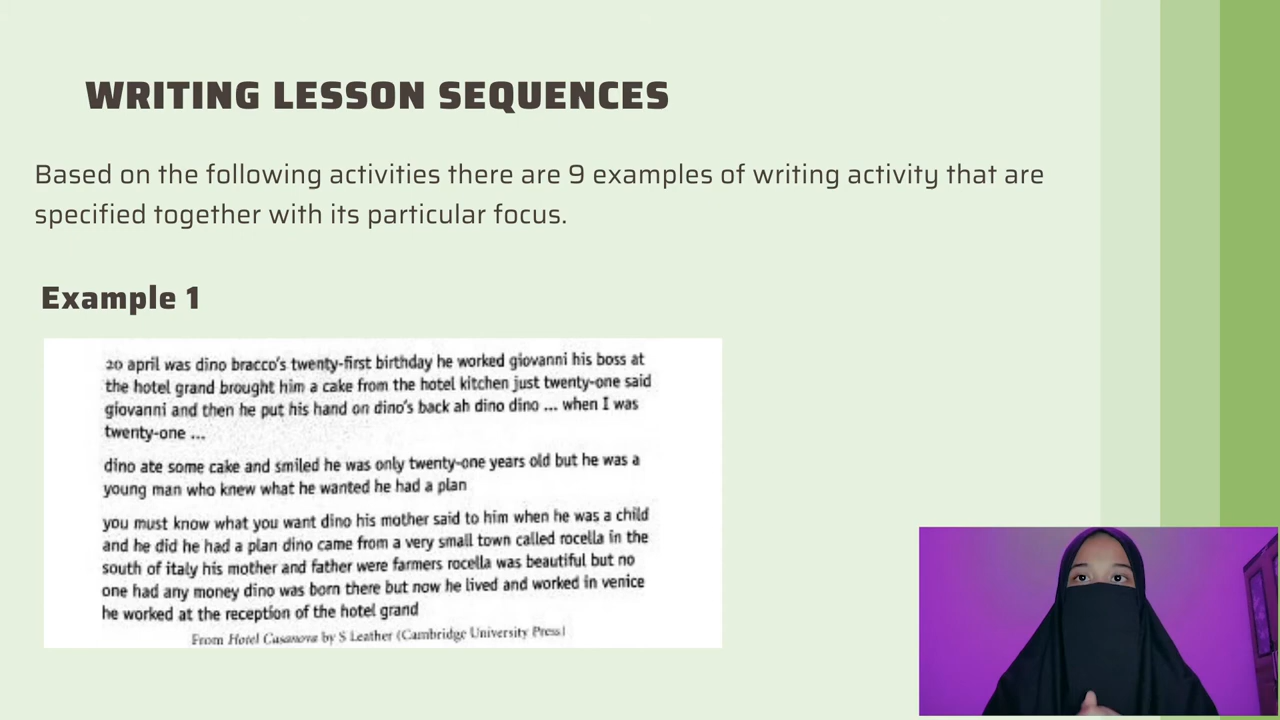 WRITING LESSON SEQUENCES
Based on the following activities there are 9 examples of writing activity that are
specified together with its particular focus.
Example 1
20 april was dino bracco's twenty-first birthday he worked giovanni his boss at
the hotel grand brought him a cake from the hotel kitchen just twenty-one said
giovanni and then he put his hand on dino's back ah dino dino ... when I was
twenty-one ...
dino ate some cake and smiled he was only twenty-one years old but he was a
young man who knew what he wanted he had a plan
you must know what you want dino his mother said to him when he was a child
and he did he had a plan dino came from a very small town called rocella in the
south of italy his mother and father were farmers rocella was beautiful but no
one had any money dino was born there but now he lived and worked in venice
he worked at the reception of the hotel grand
From Hotel Casanova by S Leather (Cambridge University Press)